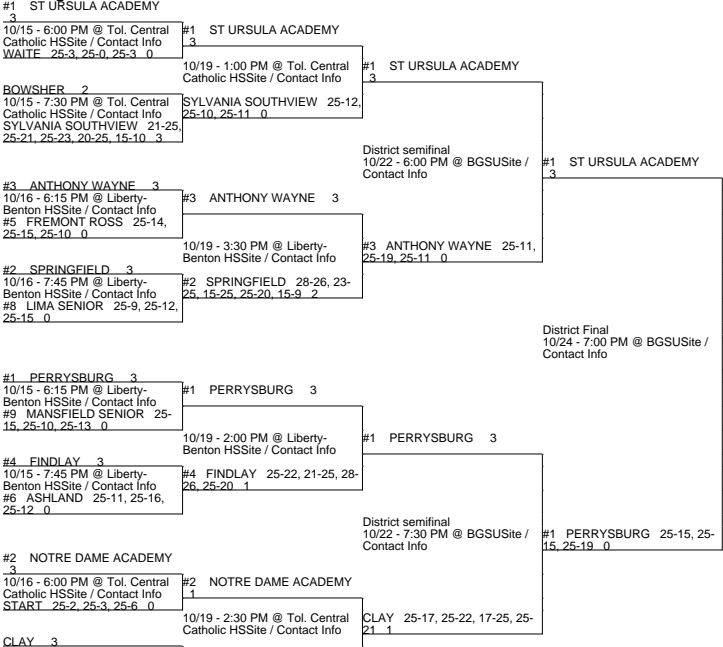 #1 ST URSULA ACADEMY
3
10/15 - 6:00 PM @ Tol. Central
Catholic HSSite / Contact Info
WAITE 25-3, 25-0, 25-3 0
#1 ST URSULA ACADEMY
3
10/19 - 1:00 PM @ Tol. Central
Catholic HSSite / Contact Info
#1 ST URSULA ACADEMY
3
BOWSHER 2
10/15 - 7:30 PM @ Tol. Central
Catholic HSSite / Contact Info
SYLVANIA SOUTHVIEW 21-25,
25-21, 25-23, 20-25, 15-10 3
SYLVANIA SOUTHVIEW 25-12,
25-10, 25-11 0
District semifinal
10/22 - 6:00 PM @ BGSUSite /
Contact Info
#1 ST URSULA ACADEMY
3
#3 ANTHONY WAYNE 3
10/16 - 6:15 PM @ Liberty-
Benton HSSite / Contact Info
#5 FREMONT ROSS 25-14,
25-15, 25-10 0
#3 ANTHONY WAYNE 3
10/19 - 3:30 PM @ Liberty-
Benton HSSite / Contact Info
#3 ANTHONY WAYNE 25-11,
25-19, 25-11 0
#2 SPRINGFIELD 3
10/16 - 7:45 PM @ Liberty-
Benton HSSite / Contact Info
#8 LIMA SENIOR 25-9, 25-12,
25-15 0
#2 SPRINGFIELD 28-26, 23-
25, 15-25, 25-20, 15-9 2
District Final
10/24 - 7:00 PM @ BGSUSite /
Contact Info
#1 PERRYSBURG 3
10/15 - 6:15 PM @ Liberty-
Benton HSSite / Contact Info
#9 MANSFIELD SENIOR 25-
15, 25-10, 25-13 0
#1 PERRYSBURG 3
10/19 - 2:00 PM @ Liberty-
Benton HSSite / Contact Info
#1 PERRYSBURG 3
#4 FINDLAY 3
10/15 - 7:45 PM @ Liberty-
Benton HSSite / Contact Info
#6 ASHLAND 25-11, 25-16,
25-12 0
#4 FINDLAY 25-22, 21-25, 28-
26, 25-20 1
District semifinal
10/22 - 7:30 PM @ BGSUSite /
Contact Info
#1 PERRYSBURG 25-15, 25-
15, 25-19 0
#2 NOTRE DAME ACADEMY
3
10/16 - 6:00 PM @ Tol. Central
Catholic HSSite / Contact Info
START 25-2, 25-3, 25-6 0
#2 NOTRE DAME ACADEMY
1
10/19 - 2:30 PM @ Tol. Central
Catholic HSSite / Contact Info
CLAY 25-17, 25-22, 17-25, 25-
21 1
CLAY 3